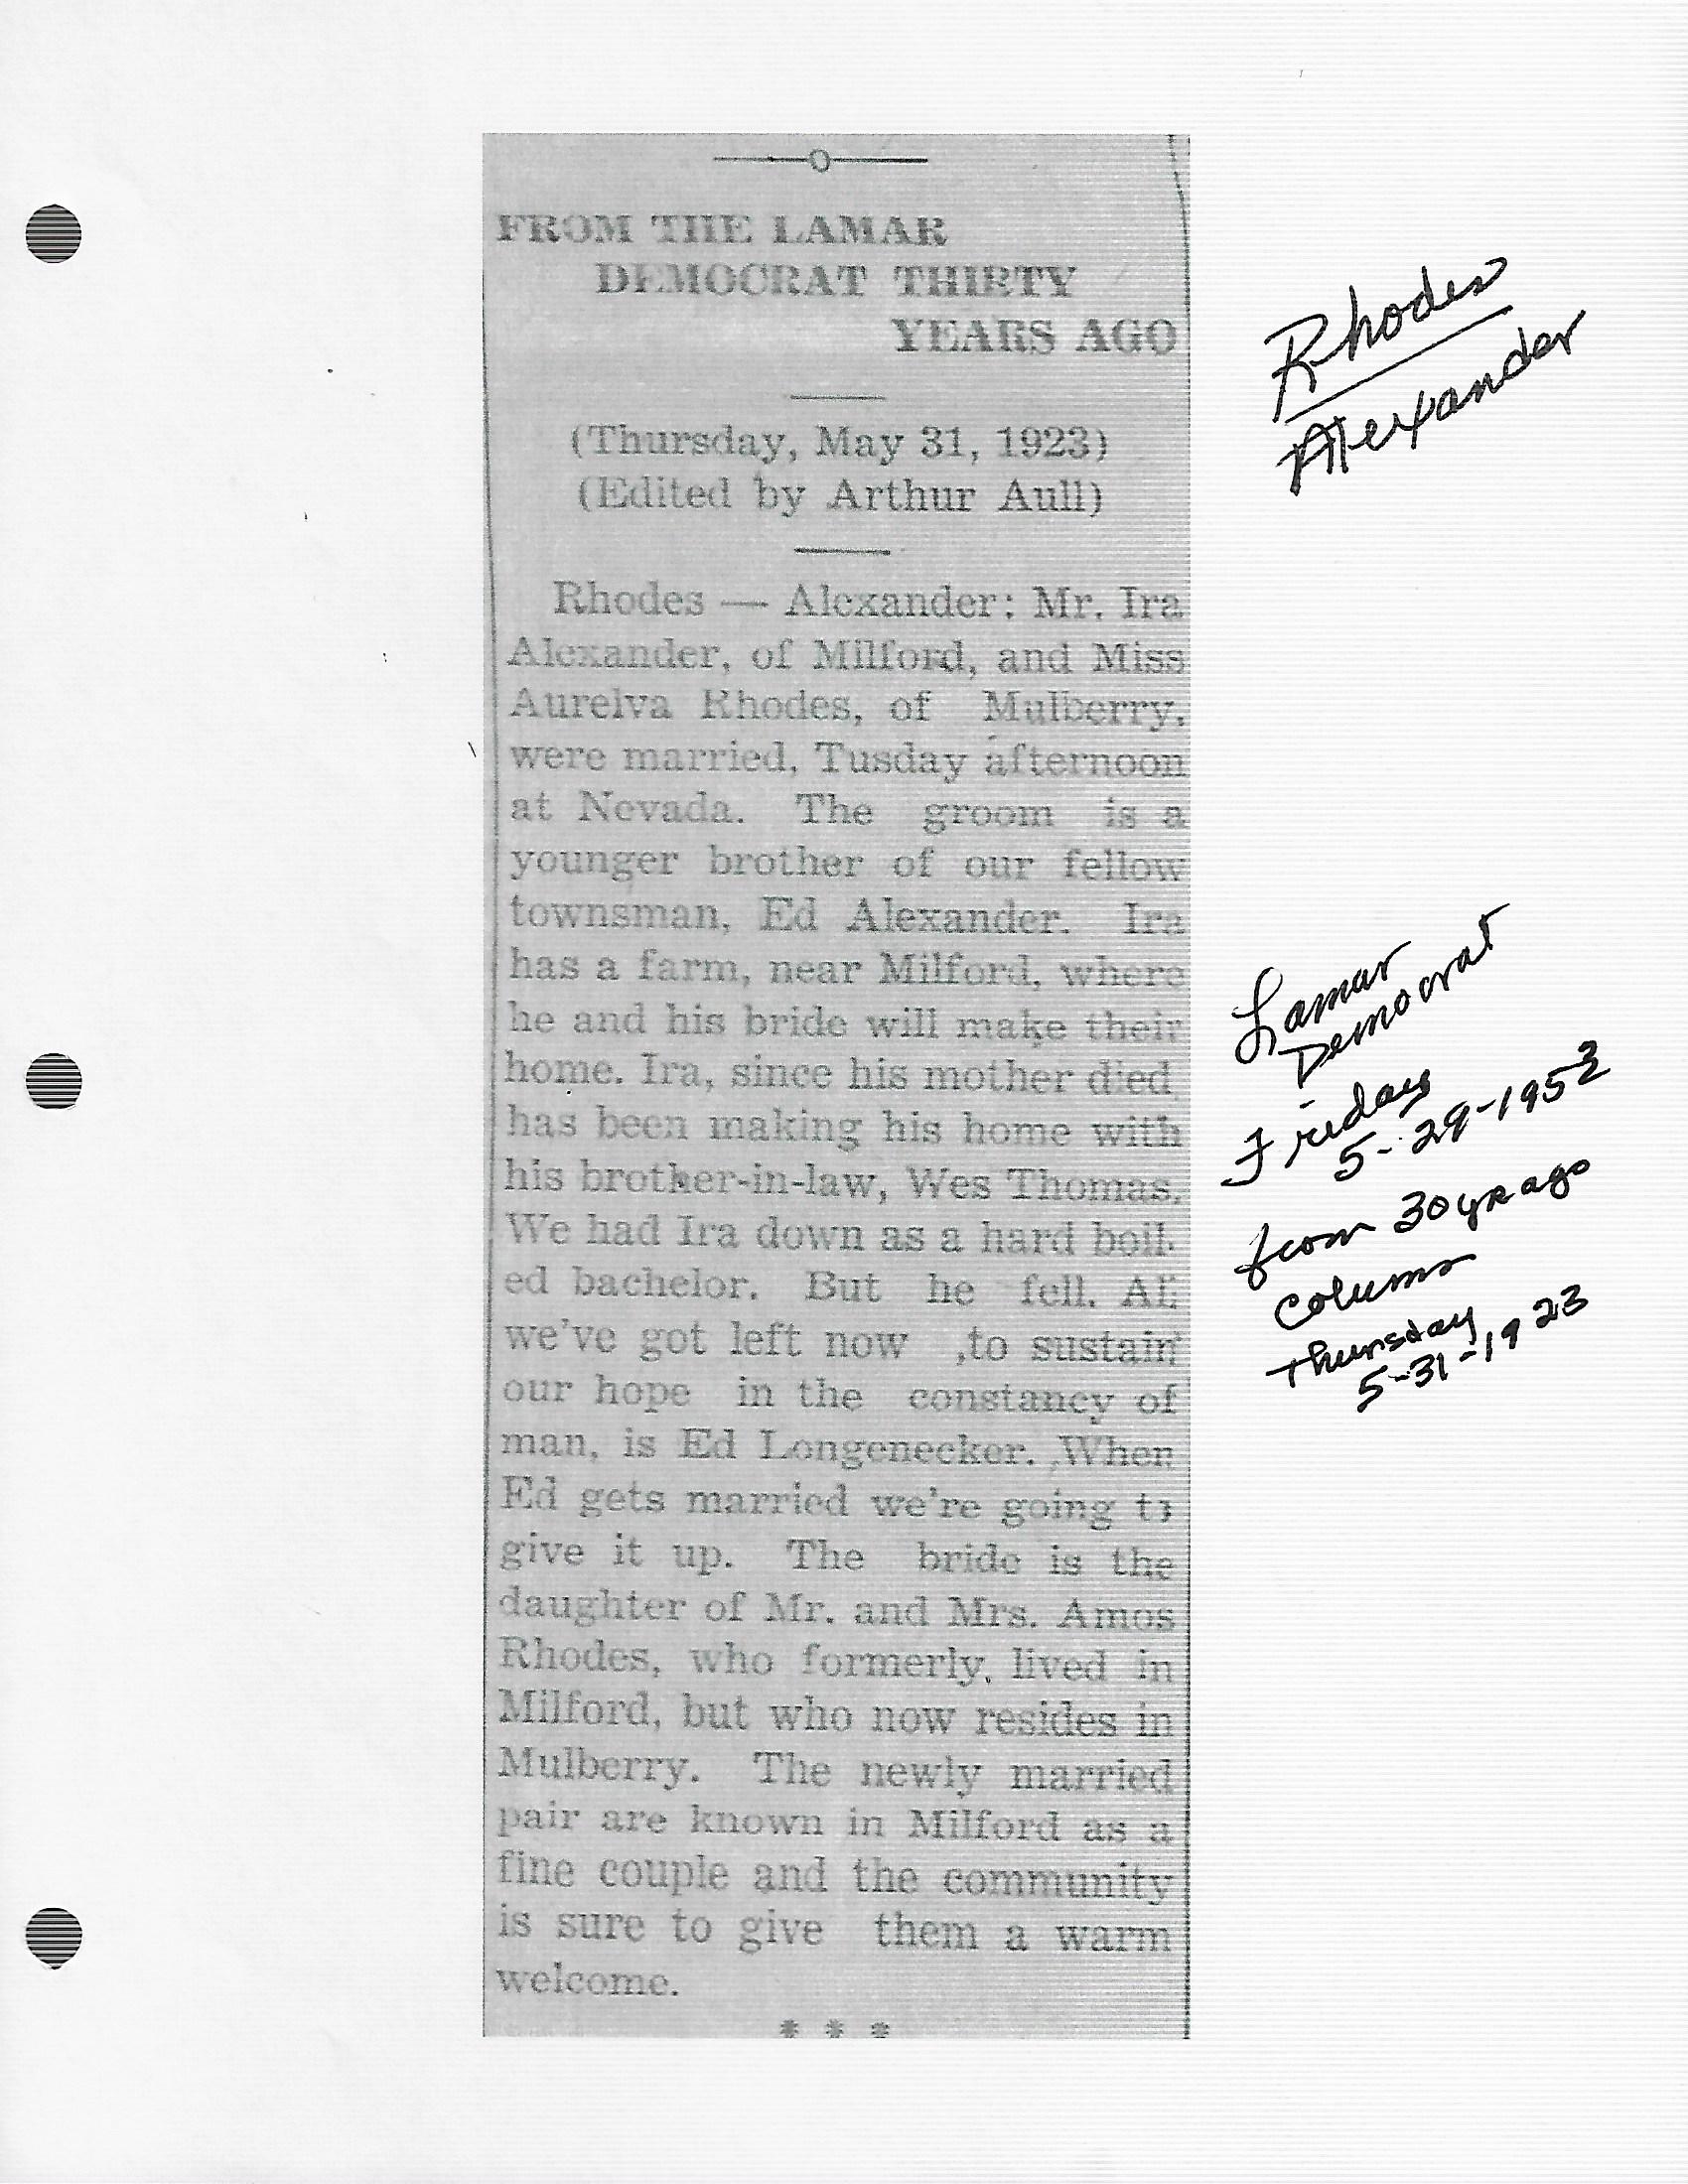 FROM THE LAMAR
DEMOCRAT THIRTY
YEARS AGO
(Thursday, May 31, 1923)
(Edited by Arthur Aull)
Rhodes — Alexander: Mr. Ira
Alexander, of Milford, and Miss
Aurelva Rhodes, of Mulberry,
were married, Tusday afternoon
at Nevada. The groom is a
younger brother of our fellow
townsman, Ed Alexander. Ira
has a farm, near Milford, where
he and his bride will make their
home. Ira, since his mother died
has been making his home with
his brother-in-law, Wes Thomas.
We had Ira down as a hard boil-
ed bachelor. But he fell. All
we've got left now ,to sustain
our hope in the constancy of
man, is Ed Longenecker. When
Ed gets married we're going to
give it up. The bride is the
daughter of Mr. and Mrs. Amos
Rhodes, who formerly, lived in
Milford, but who now resides in
Mulberry. The newly married
pair are known in Milford as a
fine couple and the community
is sure to give them a warm
welcome.
* * *
Rhodes
Alexander
Lamar
Democrat
Friday
5-29-1953
from 30 yr ago
Column
Thursday
5-31-1923